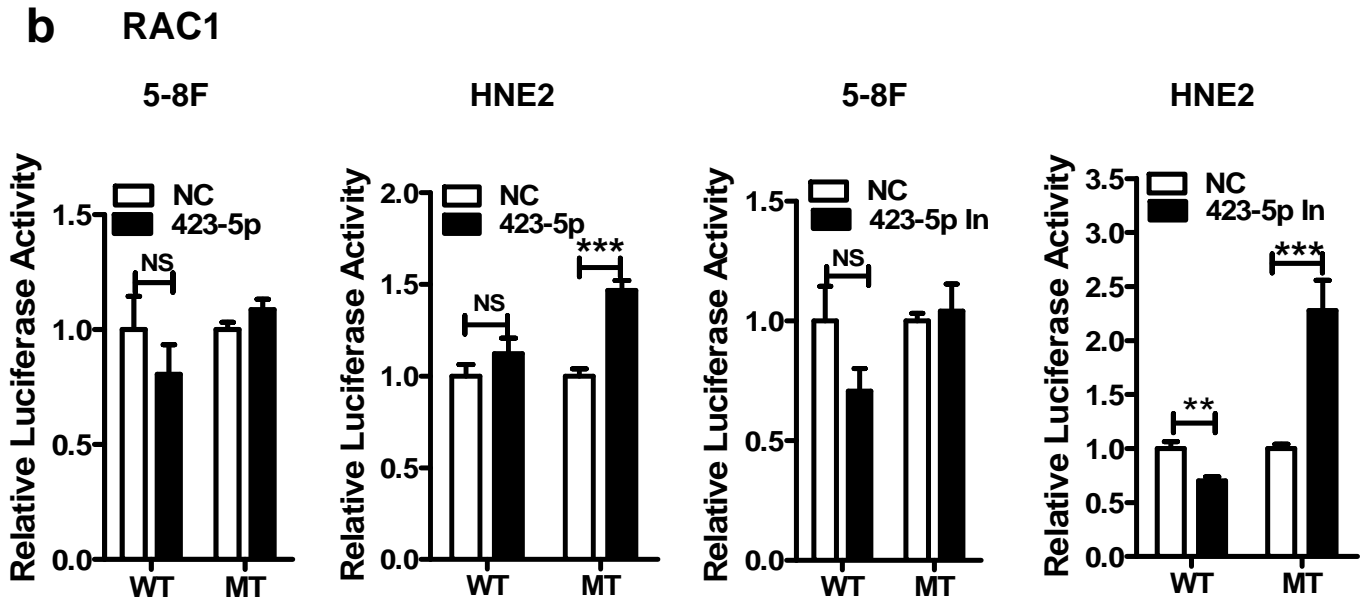 b RAC1
5-8F
Relative Luciferase Activity
NC
423-5p
1.5
1.0
0.5
0.0
NS
WT MT
HNE2
Relative Luciferase Activity
NC
423-5p
2.0
1.5
1.0
0.5
0.0
NS
***
WT MT
5-8F
Relative Luciferase Activity
NC
423-5p In
1.5
1.0
0.5
0.0
NS
WT MT
HNE2
Relative Luciferase Activity
NC
423-5p In
3.5
3.0
2.5
2.0
1.5
1.0
0.5
0.0
**
***
WT MT